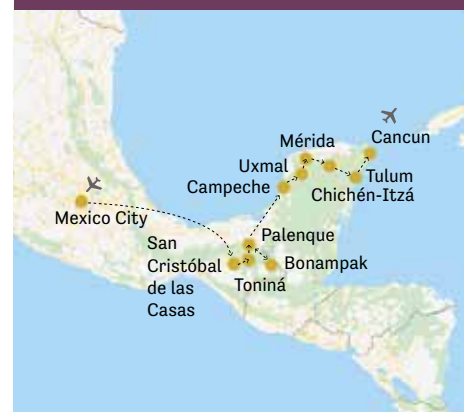 Mexico City
San
Cristóbal
de las
Casas
Toniná
Bonampak
Palenque
Campeche
Uxmal
Mérida
Chichén-Itzá
Tulum
Cancun